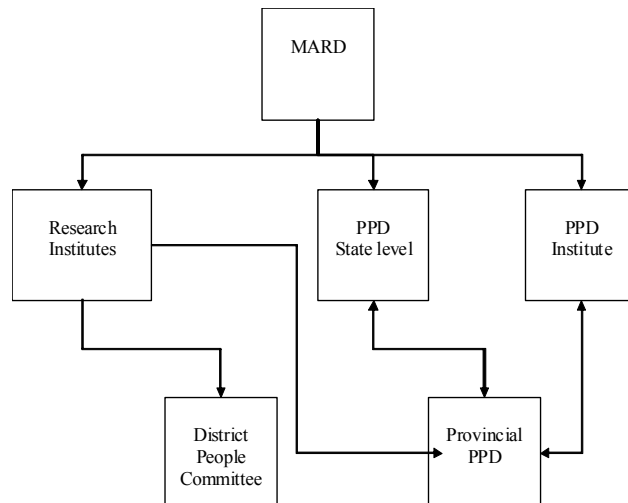 MARD
Research
Institutes
PPD
State level
PPD
Institute
District
People
Committee
Provincial
PPD